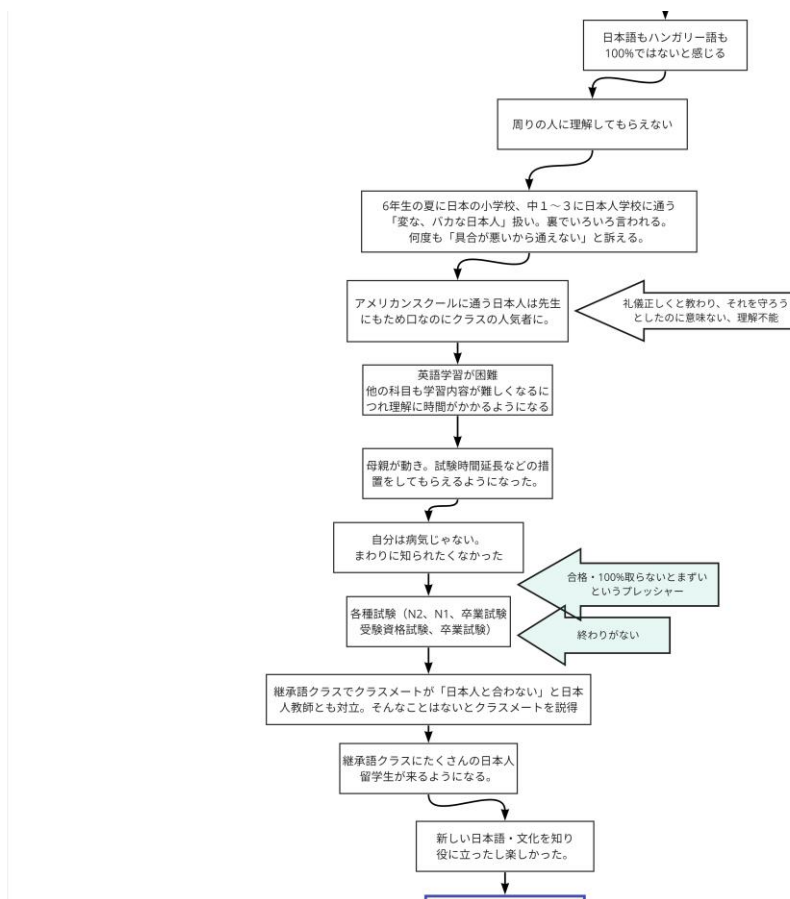 日本語もハンガリー語も
100%ではないと感じる
周りの人に理解してもらえない
6年生の夏に日本の小学校、中１～３に日本人学校に通う
「変な、バカな日本人」扱い。裏でいろいろ言われる。
何度も「具合が悪いから通えない」と訴える。
アメリカンスクールに通う日本人は先生
にもため口なのにクラスの人気者に。
礼儀正しくと教わり、それを守ろう
としたのに意味ない、理解不能
英語学習が困難
他の科目も学習内容が難しくなるに
つれ理解に時間がかかるようになる
母親が動き。試験時間延長などの措
置をしてもらえるようになった。
自分は病気じゃない。
まわりに知られたくなかった
合格・100%取らないとまずい
というプレッシャー
各種試験（N2、N1、卒業試験
受験資格試験、卒業試験）
終わりがない
継承語クラスでクラスメートが「日本人と合わない」と日本
人教師とも対立。そんなことはないとクラスメートを説得
継承語クラスにたくさんの日本人
留学生が来るようになる。
新しい日本語・文化を知り
役に立ったし楽しかった。